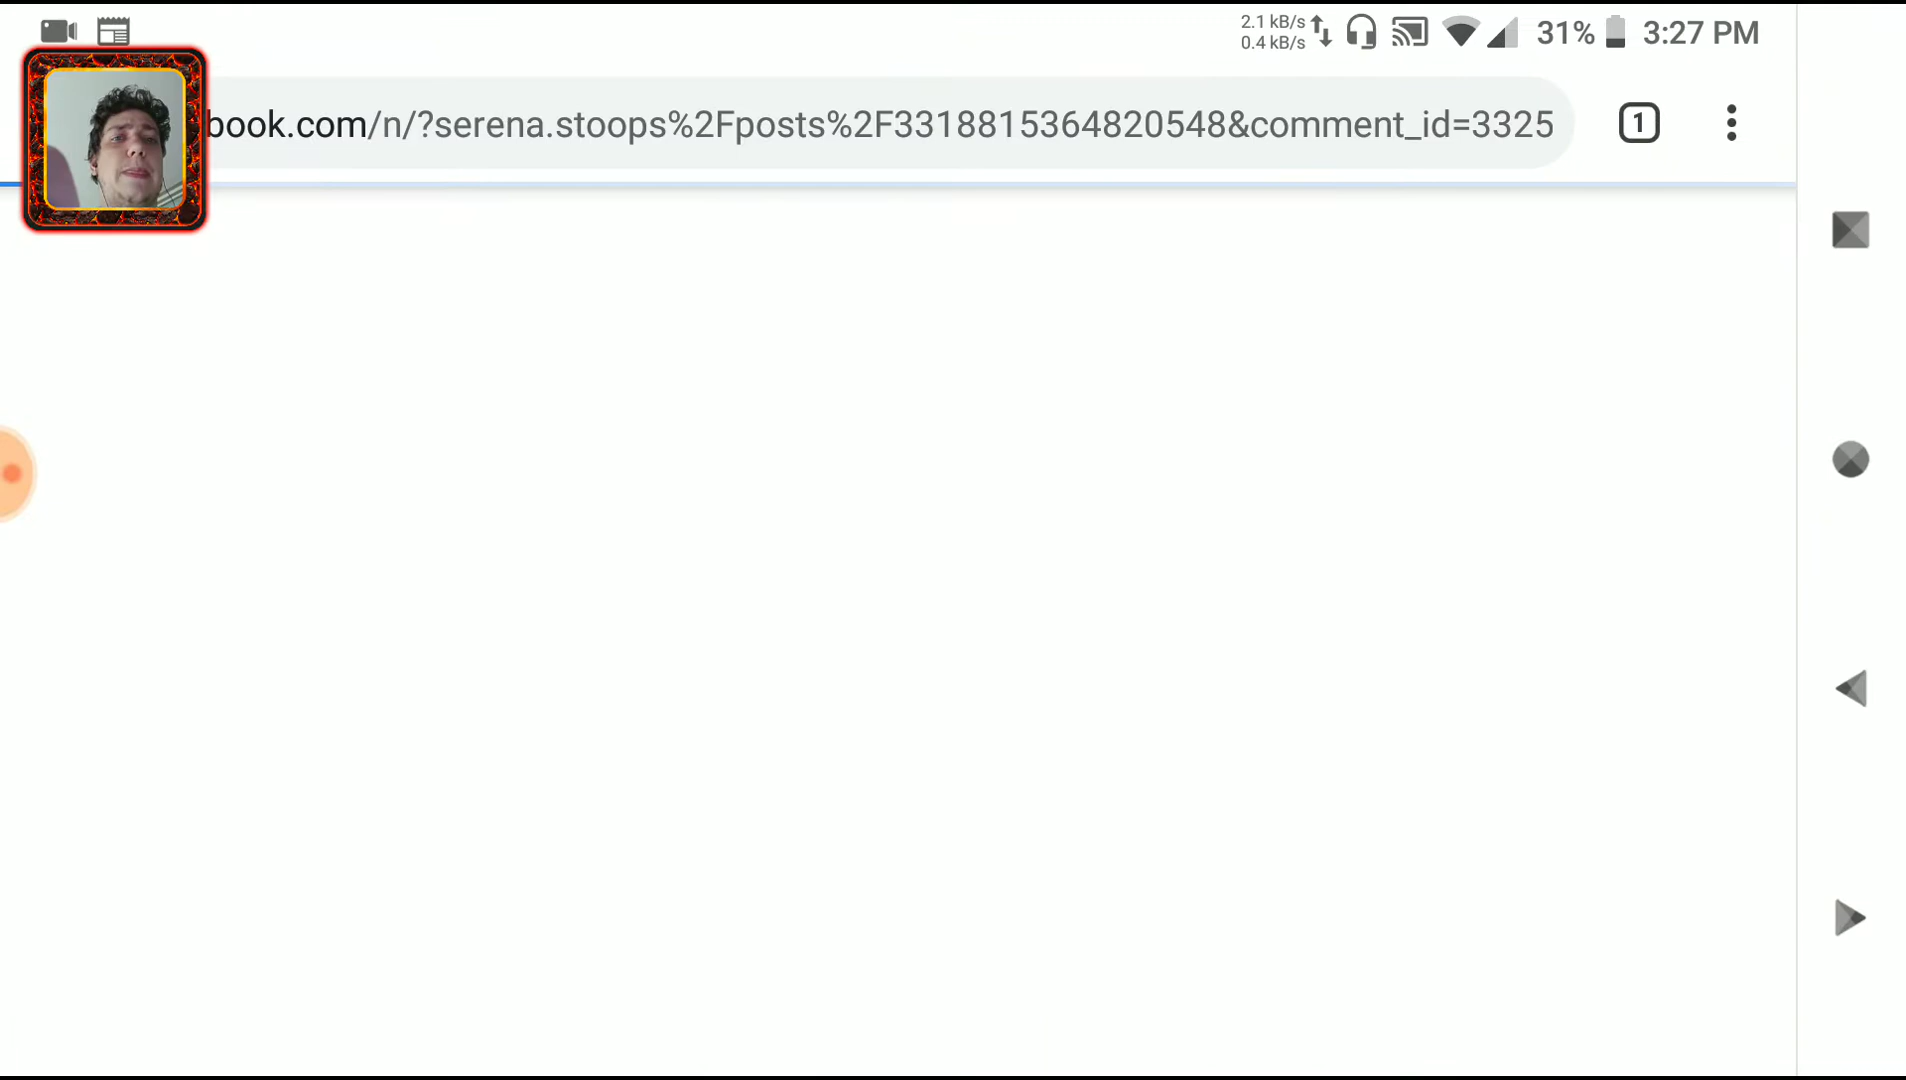 2.1 kB/s
0.4 kB/s
31%
3:27 PM
book.com/n/?serena.stoops%2Fposts%2F3318815364820548&comment_id=3325
1